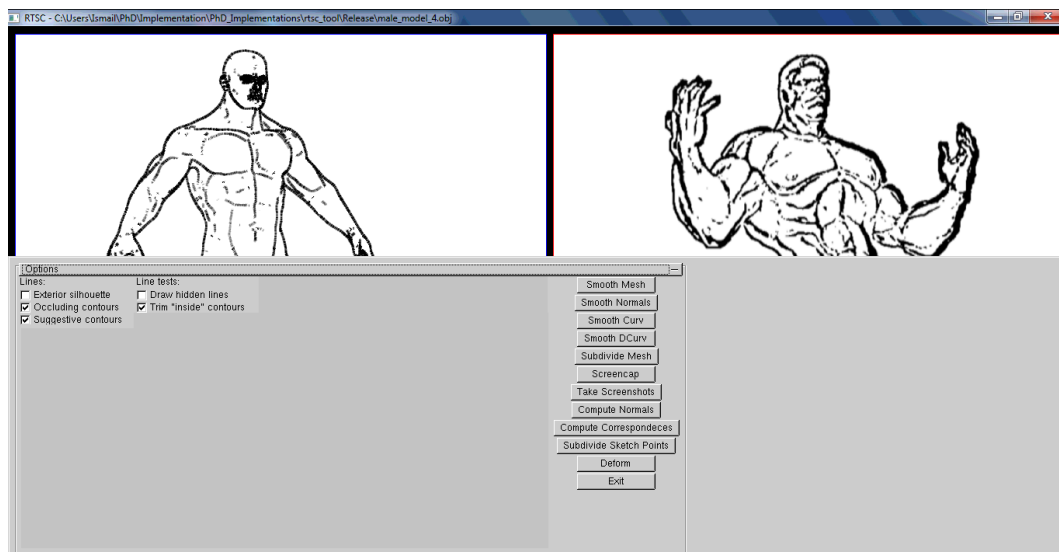 RTSC - C:\Users\Ismail\PhD\Implementation\PhD_Implementations\rtsc_tool\Release\male_model_4.obj
Options
Lines:
Exterior silhouette
Occluding contours
Suggestive contours
Line tests:
Draw hidden lines
Trim "inside" contours
Smooth Mesh
Smooth Normals
Smooth Curv
Smooth DCurv
Subdivide Mesh
Screencap
Take Screenshots
Compute Normals
Compute Correspondeces
Subdivide Sketch Points
Deform
Exit